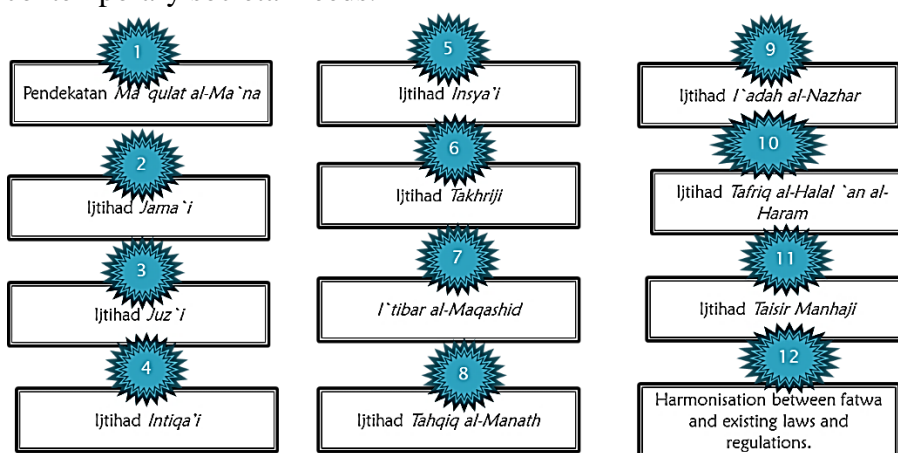 contemporary societal needs.
1
Pendekatan Ma`qulat al-Ma`na
2
Ijtihad Jama`i
3
Ijtihad Juz`i
4
Ijtihad Intiqa'i
5
Ijtihad Insya'i
6
Ijtihad Takhriji
7
I`tibar al-Maqashid
8
Ijtihad Tahqiq al-Manath
9
Ijtihad I`adah al-Nazhar
10
Ijtihad Tafriq al-Halal `an al-
Haram
11
Ijtihad Taisir Manhaji
12
Harmonisation between fatwa
and existing laws and
regulations.